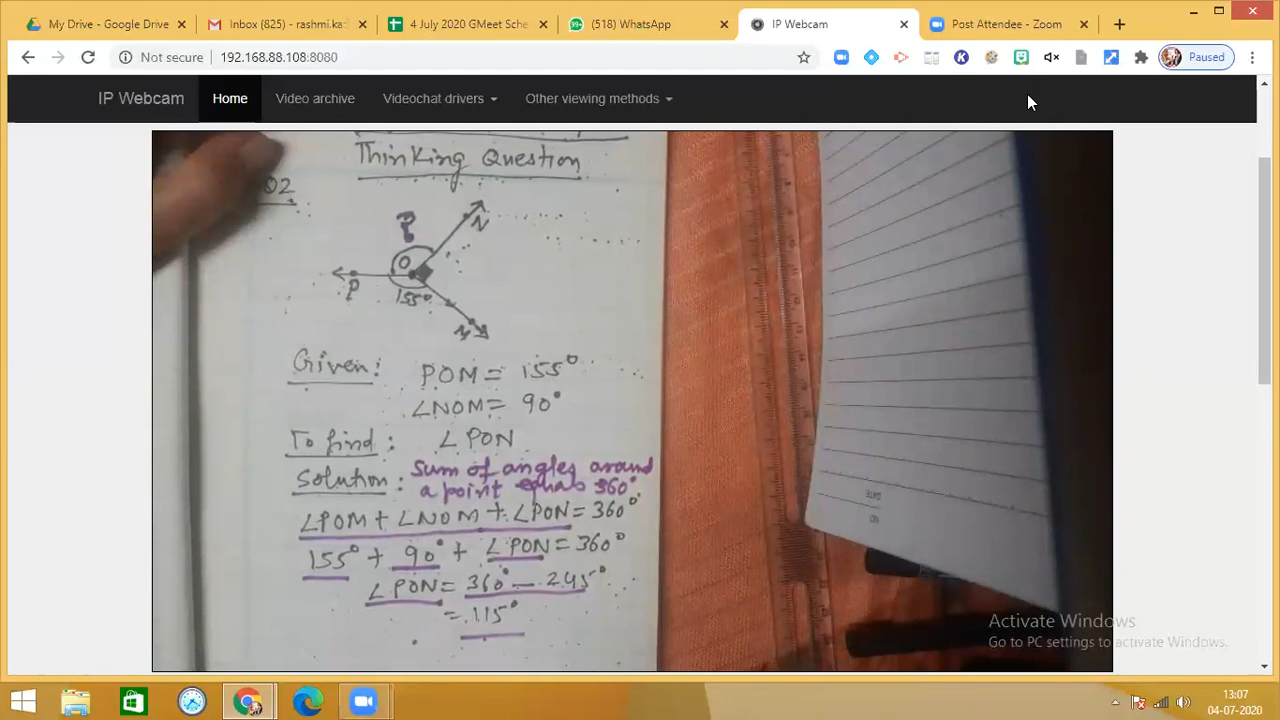 My Drive - Google Drive
Inbox (825) - rashmi.ka
4 July 2020 GMeet Sche
99+
(518) WhatsApp
IP Webcam
Post Attendee - Zoom
Not secure
192.168.88.108:8080
K
Paused
IP Webcam
Home
Video archive
Videochat drivers
Other viewing methods
Thinking Question
Q2
?
N
O
P
155°
M
Given: POM = 155°
∠NOM = 90°
To find: ∠PON
Solution: Sum of angles around
a point equals 360°
∠POM + ∠NOM + ∠PON = 360°
155° + 90° + ∠PON = 360°
∠PON = 360° - 245°
= 115°
DATE
NO
Activate Windows
Go to PC settings to activate Windows.
13:07
04-07-2020